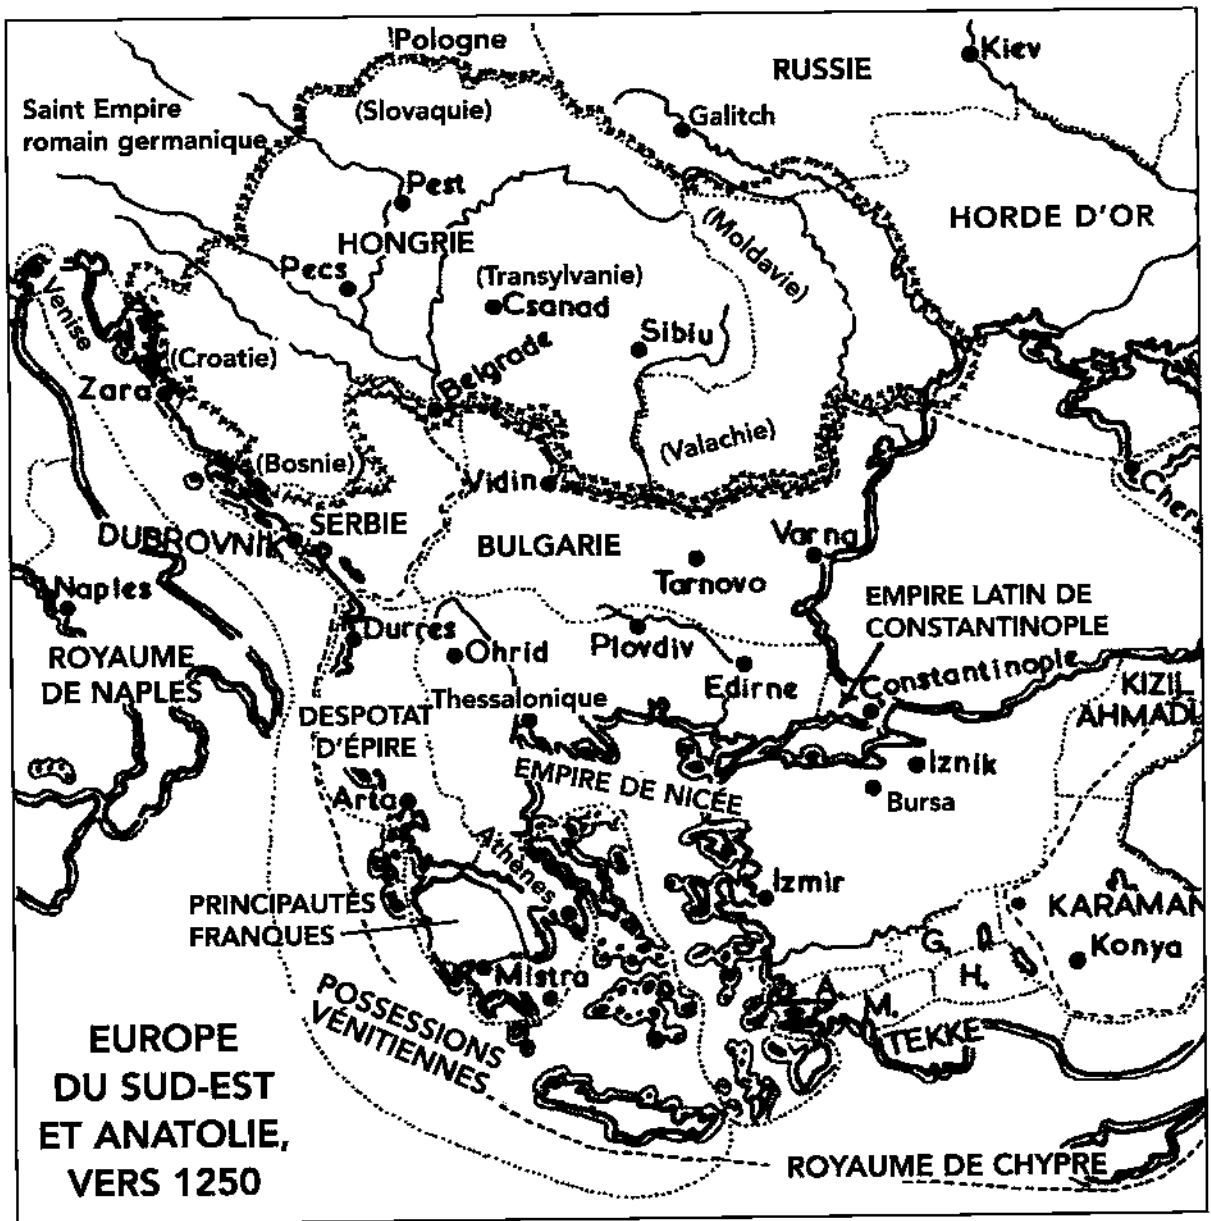 Pologne
Kiev
RUSSIE
Saint Empire
romain germanique
(Slovaquie)
Galitch
Pest
(Moldavie)
HORDE D'OR
HONGRIE
Pecs
(Transylvanie)
Csanad
Venise
Sibiu
(Croatie)
Zara
Belgrade
(Valachie)
(Bosnie)
Vidin
Chers
DUBROVNIK
SERBIE
BULGARIE
Varna
Tarnovo
Naples
EMPIRE LATIN DE
CONSTANTINOPLE
Durres
Ohrid
Plovdiv
ROYAUME
DE NAPLES
Edirne
Constantinople
Thessalonique
KIZIL
AHMADU
DESPOTAT
D'ÉPIRE
EMPIRE DE NICÉE
Iznik
Bursa
Arta
Athènes
Izmir
PRINCIPAUTÉS
FRANQUES
KARAMAN
G.
Konya
H.
Mistra
A.
M.
TEKKE
POSSESSIONS
VÉNITIENNES
EUROPE
DU SUD-EST
ET ANATOLIE,
VERS 1250
ROYAUME DE CHYPRE